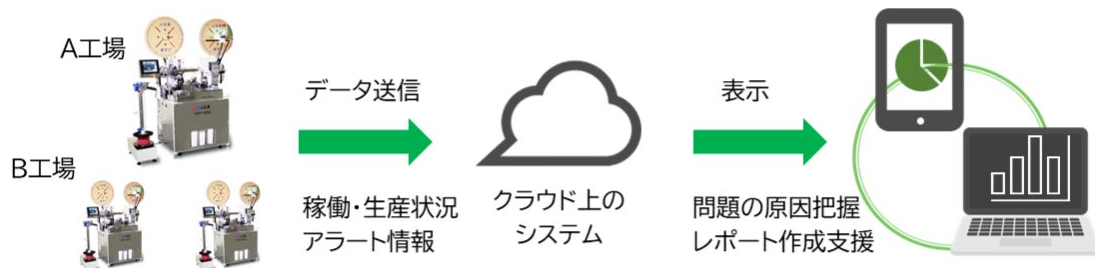 A工場
B工場
データ送信
稼働・生産状況
アラート情報
クラウド上の
システム
表示
問題の原因把握
レポート作成支援